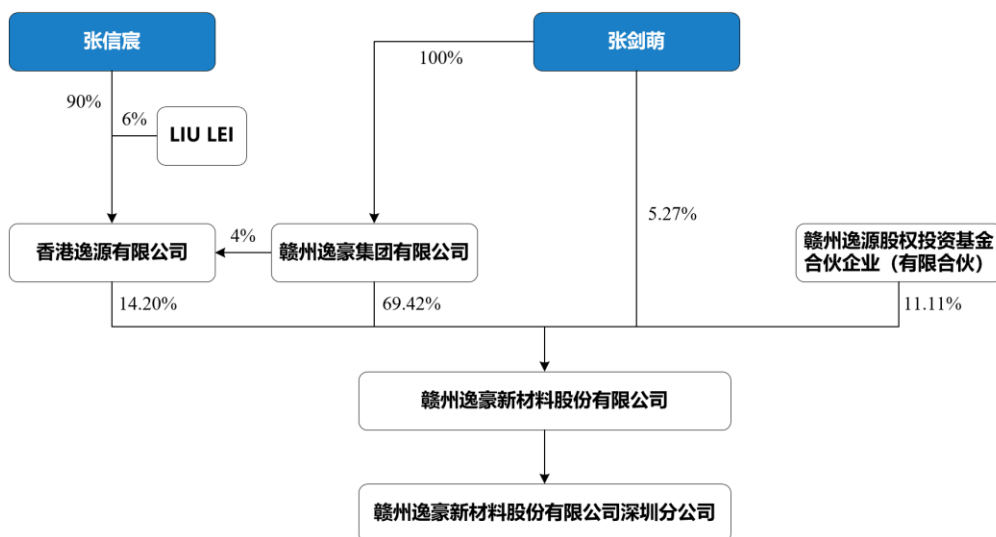 张信宸
张剑萌
100%
90%
6%
LIU LEI
5.27%
香港逸源有限公司
4%
赣州逸豪集团有限公司
赣州逸源股权投资基金
合伙企业（有限合伙）
14.20%
69.42%
11.11%
赣州逸豪新材料股份有限公司
赣州逸豪新材料股份有限公司深圳分公司